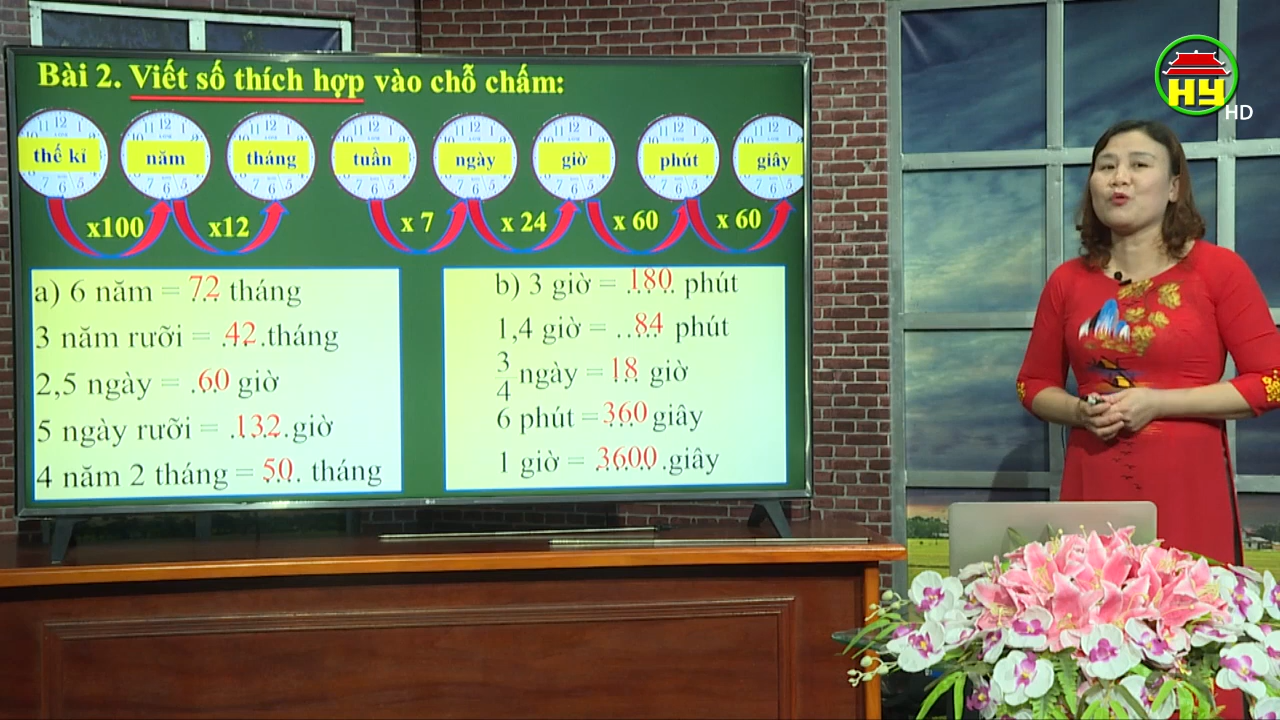 Bài 2. Viết số thích hợp vào chỗ chấm:
thế kỉ năm tháng tuần ngày giờ phút giây
x100 x12 x 7 x 24 x 60 x 60
a) 6 năm = 72 tháng
3 năm rưỡi = 42 tháng
2,5 ngày = 60 giờ
5 ngày rưỡi = 132 giờ
4 năm 2 tháng = 50 tháng
b) 3 giờ = 180 phút
1,4 giờ = 84 phút
3/4 ngày = 18 giờ
6 phút = 360 giây
1 giờ = 3600 giây
HY
HD